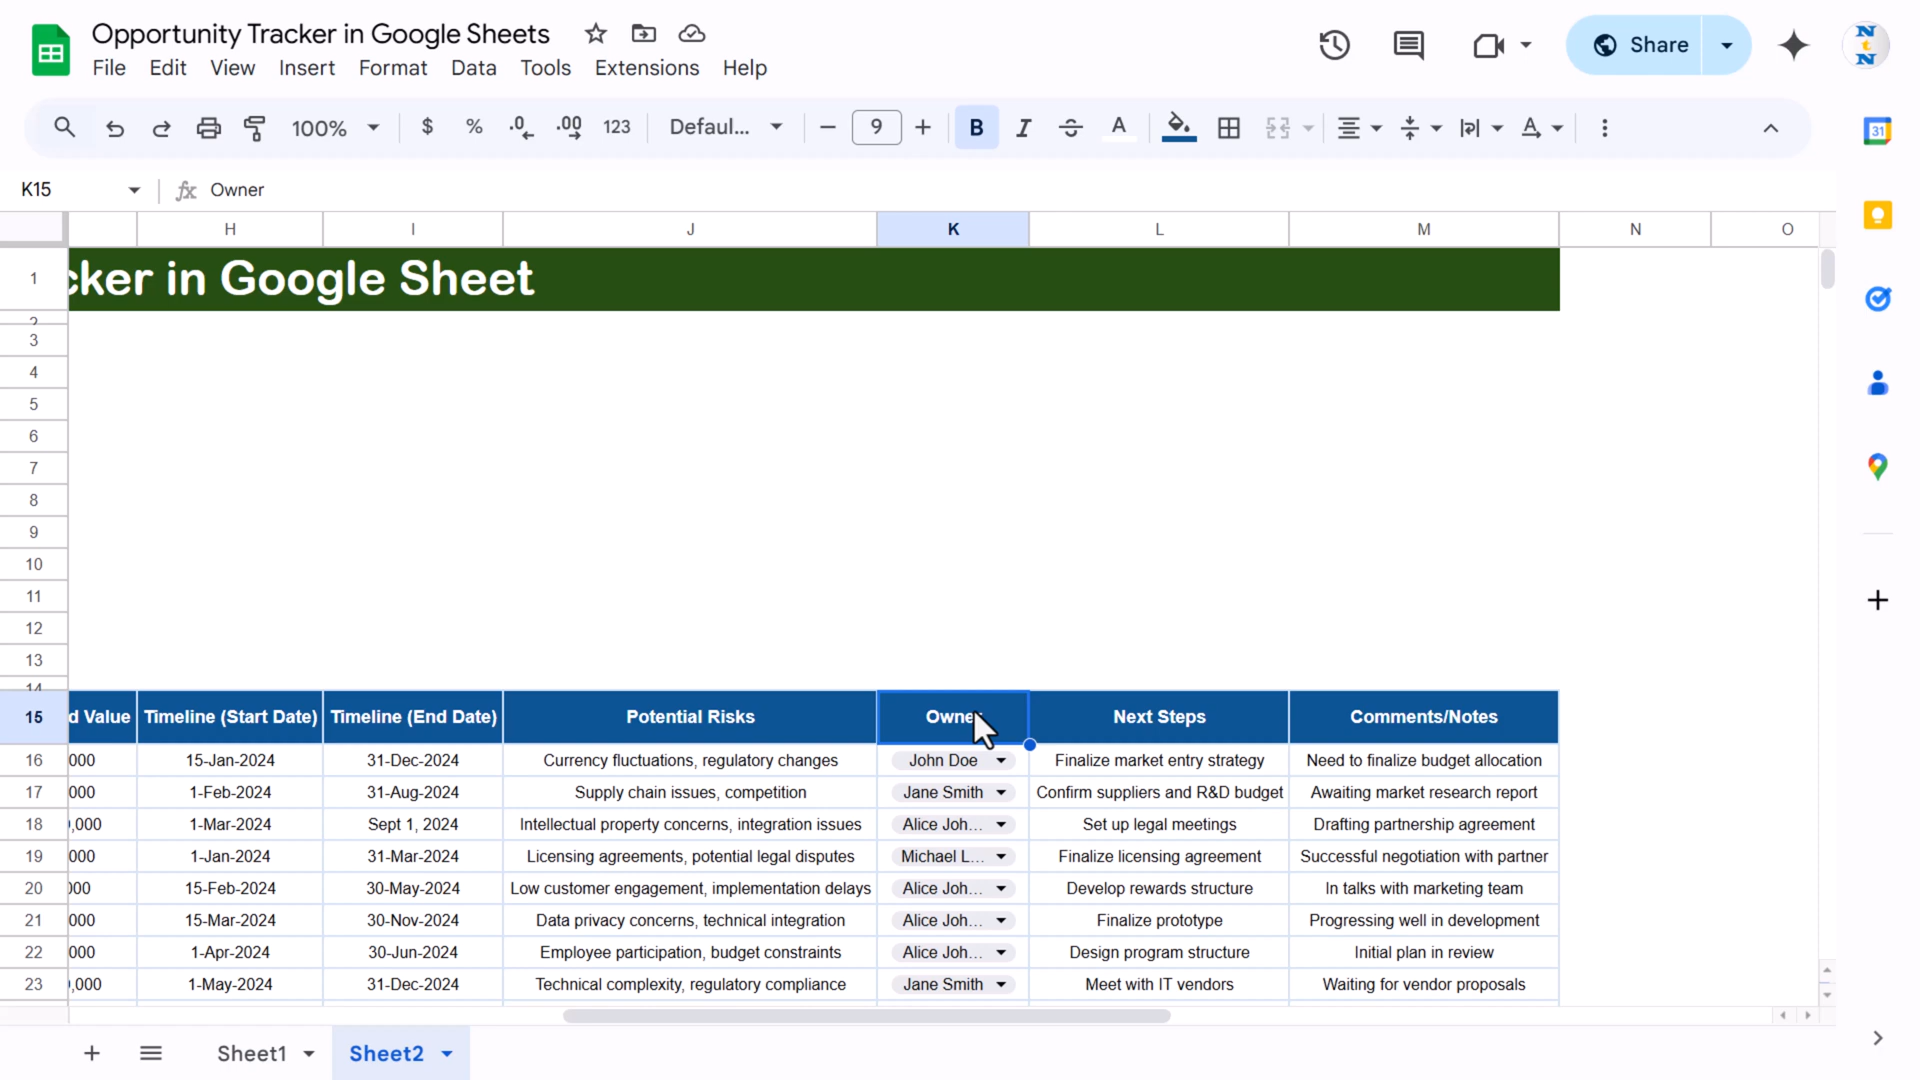 Opportunity Tracker in Google Sheets
File Edit View Insert Format Data Tools Extensions Help
Share
N
t
N
100% $ % .0 .00 123 Defaul... 9 B I A
31
K15 fx Owner
H I J K L M N O
1 cker in Google Sheet
2
3
4
5
6
7
8
9
10
11
12
13
14
15 d Value Timeline (Start Date) Timeline (End Date) Potential Risks Owner Next Steps Comments/Notes
16 000 15-Jan-2024 31-Dec-2024 Currency fluctuations, regulatory changes John Doe Finalize market entry strategy Need to finalize budget allocation
17 000 1-Feb-2024 31-Aug-2024 Supply chain issues, competition Jane Smith Confirm suppliers and R&D budget Awaiting market research report
18 ,000 1-Mar-2024 Sept 1, 2024 Intellectual property concerns, integration issues Alice Joh... Set up legal meetings Drafting partnership agreement
19 000 1-Jan-2024 31-Mar-2024 Licensing agreements, potential legal disputes Michael L... Finalize licensing agreement Successful negotiation with partner
20 000 15-Feb-2024 30-May-2024 Low customer engagement, implementation delays Alice Joh... Develop rewards structure In talks with marketing team
21 000 15-Mar-2024 30-Nov-2024 Data privacy concerns, technical integration Alice Joh... Finalize prototype Progressing well in development
22 000 1-Apr-2024 30-Jun-2024 Employee participation, budget constraints Alice Joh... Design program structure Initial plan in review
23 ,000 1-May-2024 31-Dec-2024 Technical complexity, regulatory compliance Jane Smith Meet with IT vendors Waiting for vendor proposals
Sheet1 Sheet2